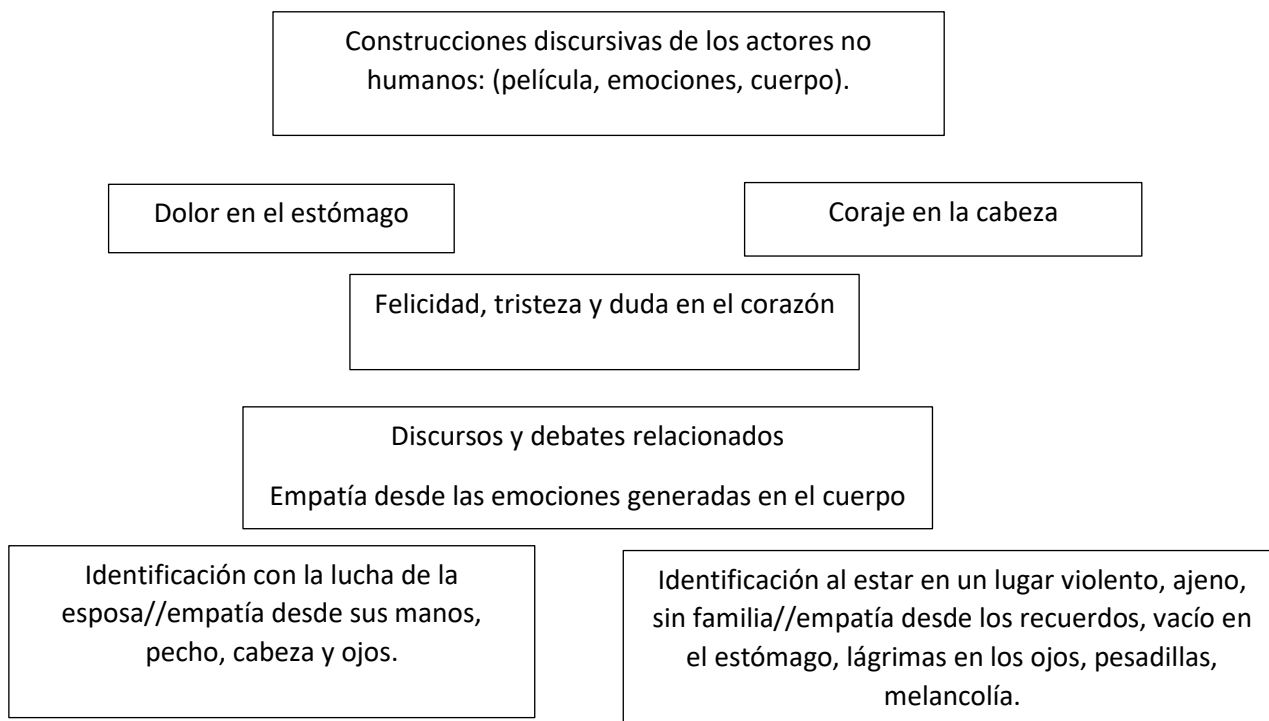 Construcciones discursivas de los actores no
humanos: (película, emociones, cuerpo).
Dolor en el estómago
Coraje en la cabeza
Felicidad, tristeza y duda en el corazón
Discursos y debates relacionados
Empatía desde las emociones generadas en el cuerpo
Identificación con la lucha de la
esposa//empatía desde sus manos,
pecho, cabeza y ojos.
Identificación al estar en un lugar violento, ajeno,
sin familia//empatía desde los recuerdos, vacío en
el estómago, lágrimas en los ojos, pesadillas,
melancolía.